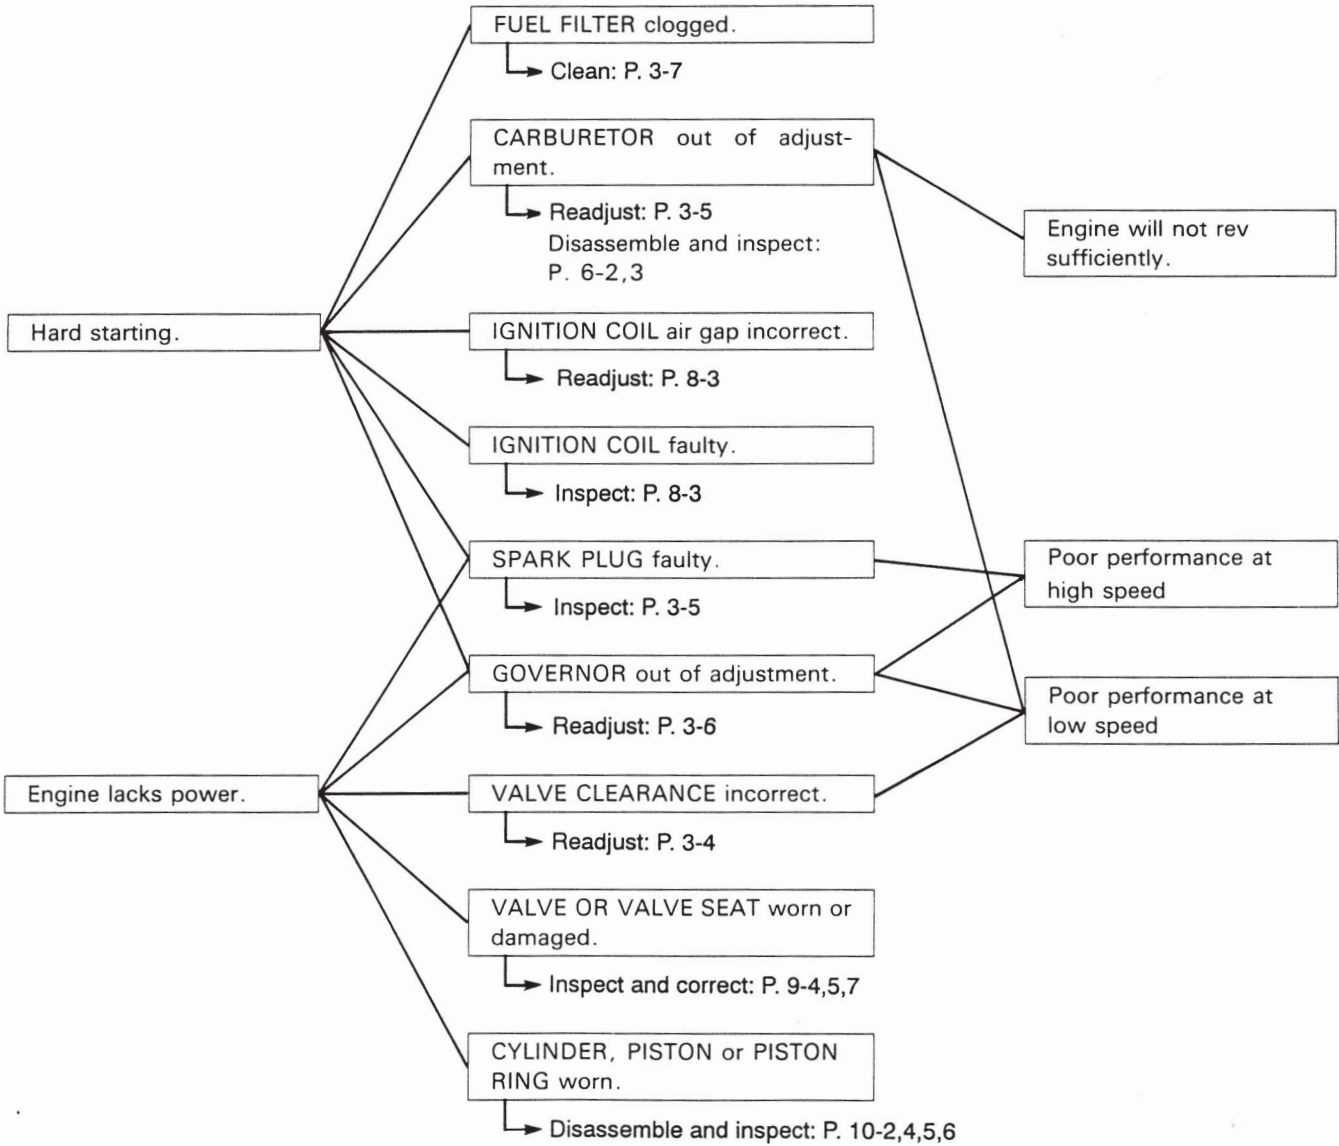 FUEL FILTER clogged.
Clean: P. 3-7
CARBURETOR out of adjust-
ment.
Readjust: P. 3-5
Disassemble and inspect:
P. 6-2,3
Engine will not rev
sufficiently.
Hard starting.
IGNITION COIL air gap incorrect.
Readjust: P. 8-3
IGNITION COIL faulty.
Inspect: P. 8-3
SPARK PLUG faulty.
Inspect: P. 3-5
Poor performance at
high speed
GOVERNOR out of adjustment.
Readjust: P. 3-6
Poor performance at
low speed
Engine lacks power.
VALVE CLEARANCE incorrect.
Readjust: P. 3-4
VALVE OR VALVE SEAT worn or
damaged.
Inspect and correct: P. 9-4,5,7
CYLINDER, PISTON or PISTON
RING worn.
Disassemble and inspect: P. 10-2,4,5,6